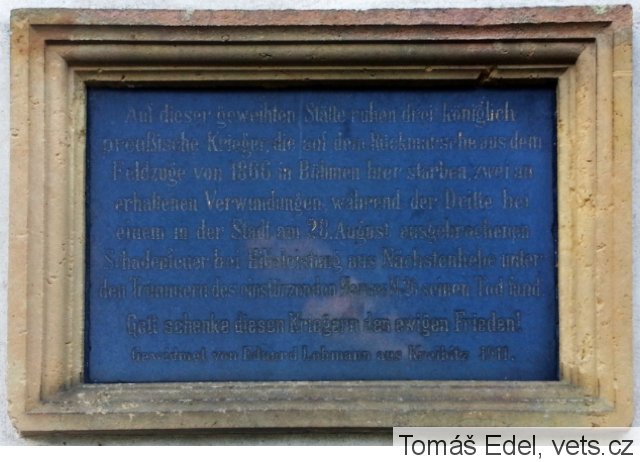 Auf dieser geweihten Stätte ruhen drei königlich
preußische Krieger, die auf dem Rückmarsche aus dem
Feldzuge von 1866 in Böhmen hier starben, zwei an
erhaltenen Verwundungen, während der Dritte bei
einem in der Stadt am 28. August ausgebrochenen
Schadenfeuer bei Hilfeleistung aus Nächstenliebe unter
den Trümmern des einstürzenden Hauses seinen Tod fand.
Gott schenke diesen Kriegern den ewigen Frieden!
Gewidmet von Eduard Lehmann aus Kreibitz 1911.
Tomáš Edel, vets.cz